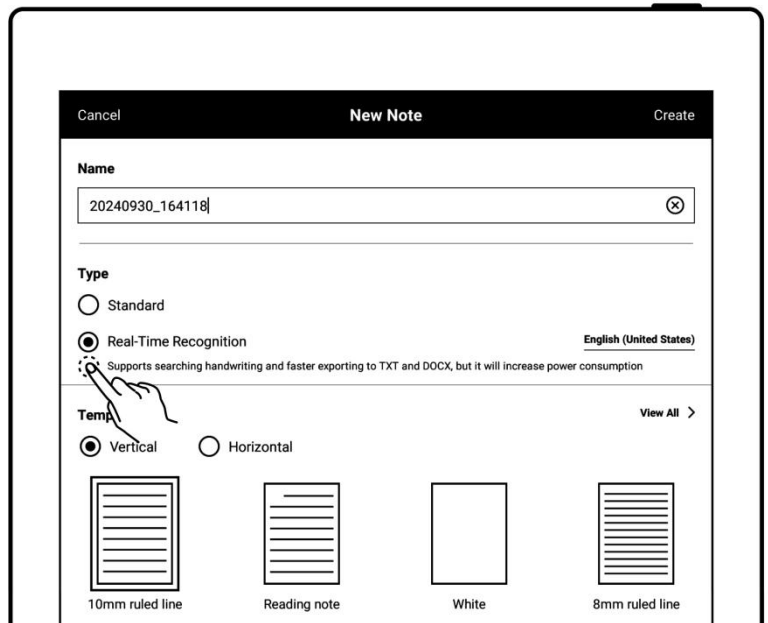 Cancel New Note Create
Name
20240930_164118
Type
Standard
Real-Time Recognition English (United States)
Supports searching handwriting and faster exporting to TXT and DOCX, but it will increase power consumption
Temp View All
Vertical Horizontal
10mm ruled line Reading note White 8mm ruled line